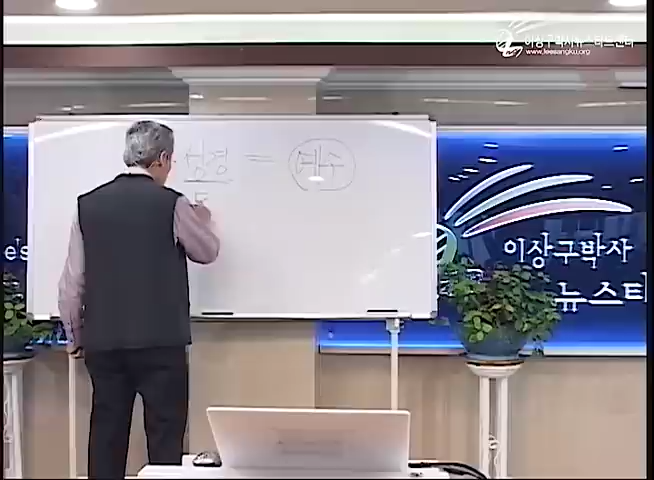 이상구박사뉴스타트센터
www.leesangku.org
성경 = 예수
이상구박사
뉴스타
e's